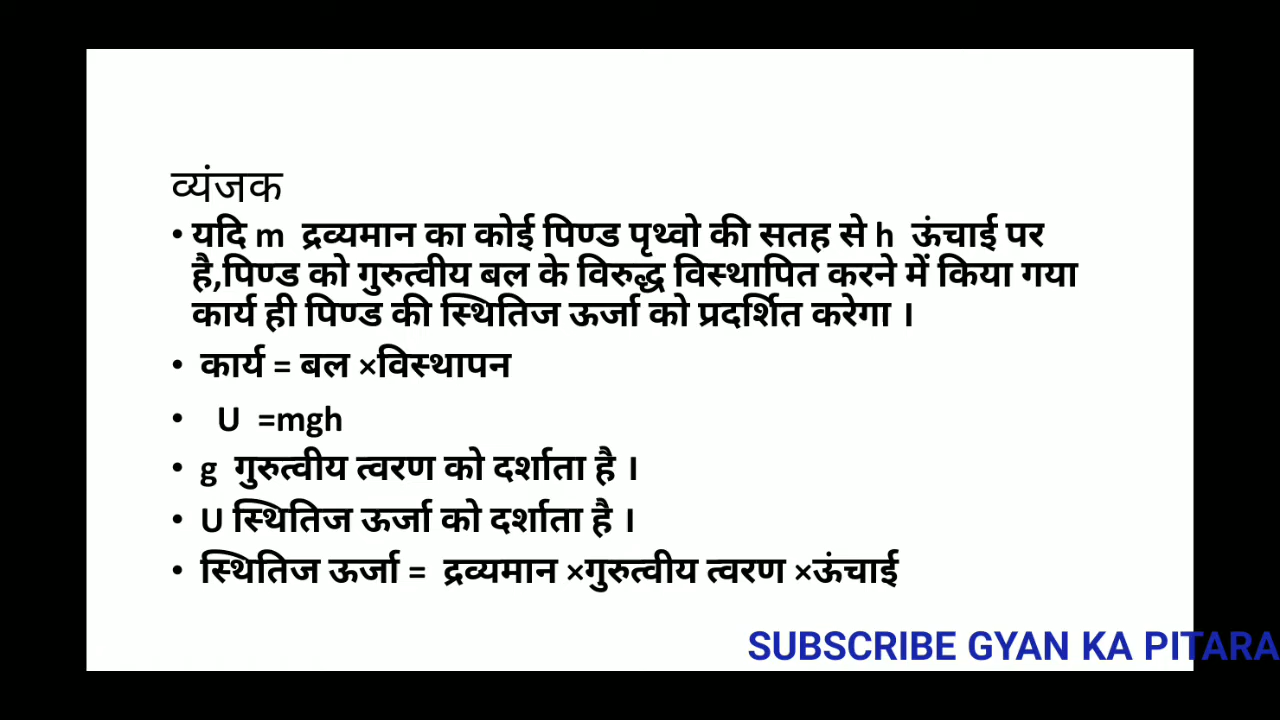 व्यंजक
• यदि m द्रव्यमान का कोई पिण्ड पृथ्वो की सतह से h ऊंचाई पर
है,पिण्ड को गुरुत्वीय बल के विरुद्ध विस्थापित करने में किया गया
कार्य ही पिण्ड की स्थितिज ऊर्जा को प्रदर्शित करेगा ।
• कार्य = बल ×विस्थापन
• U =mgh
• g गुरुत्वीय त्वरण को दर्शाता है ।
• U स्थितिज ऊर्जा को दर्शाता है ।
• स्थितिज ऊर्जा = द्रव्यमान ×गुरुत्वीय त्वरण ×ऊंचाई
SUBSCRIBE GYAN KA PITARA